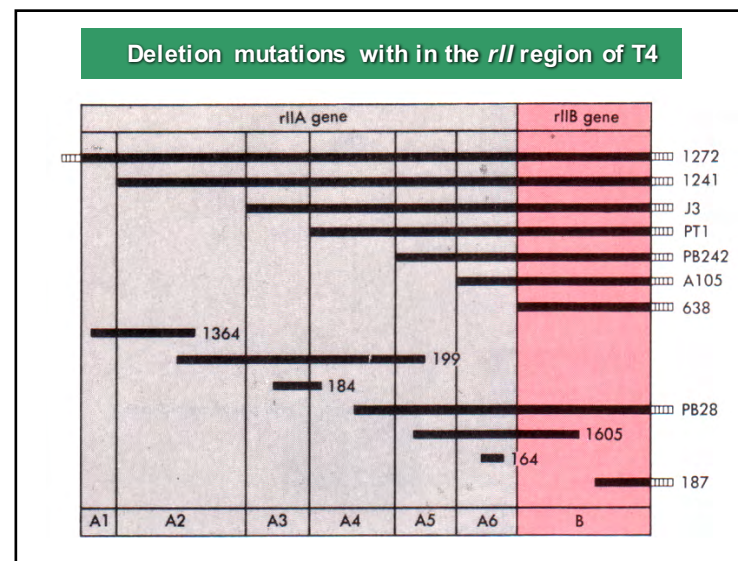 Deletion mutations with in the rII region of T4
rIIA gene rIIB gene
1272
1241
J3
PT1
PB242
A105
638
1364
199
184
PB28
1605
164
187
A1 A2 A3 A4 A5 A6 B